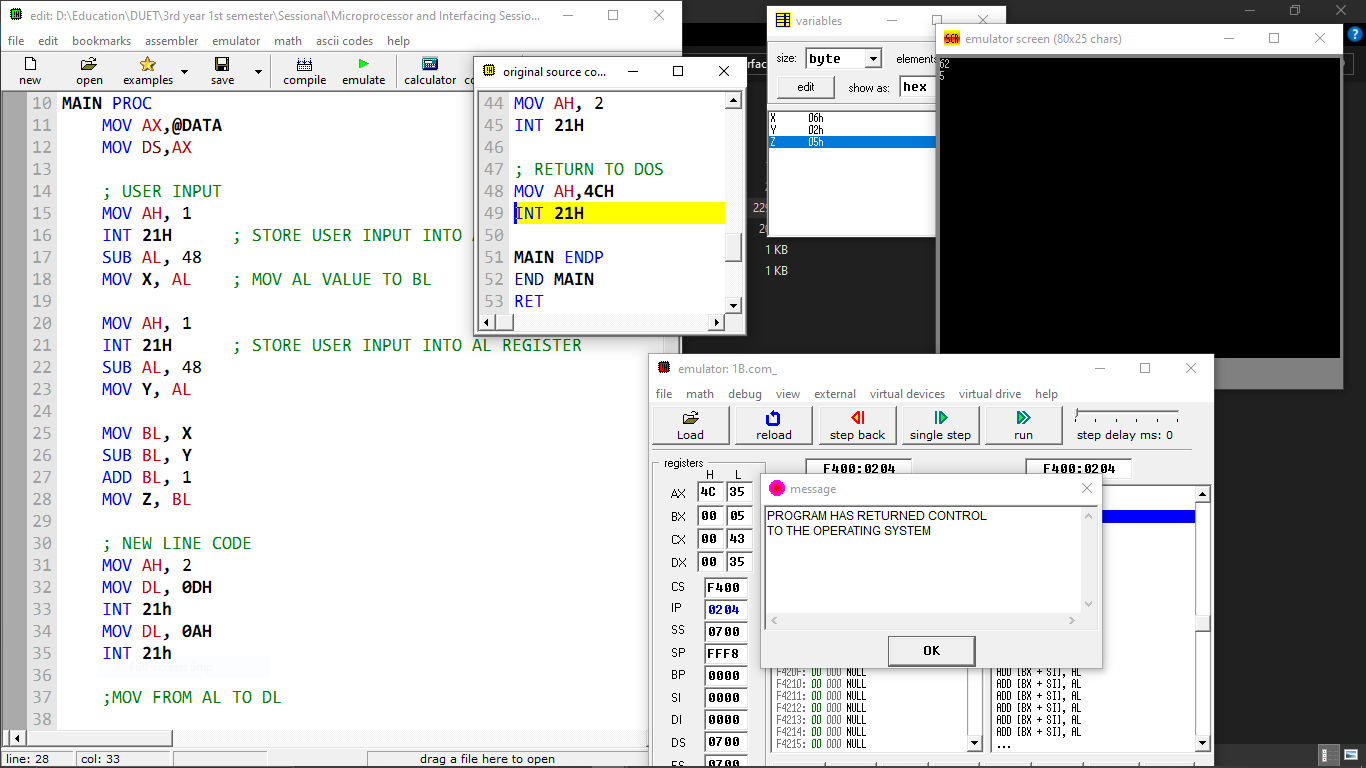 edit: D:\Education\DUET\3rd year 1st semester\Sessional\Microprocessor and Interfacing Sessio...
file edit bookmarks assembler emulator math ascii codes help
new open examples save compile emulate calculator
10 MAIN PROC
11 MOV AX,@DATA
12 MOV DS,AX
13
14 ; USER INPUT
15 MOV AH, 1
16 INT 21H ; STORE USER INPUT INTO
17 SUB AL, 48
18 MOV X, AL ; MOV AL VALUE TO BL
19
20 MOV AH, 1
21 INT 21H ; STORE USER INPUT INTO AL REGISTER
22 SUB AL, 48
23 MOV Y, AL
24
25 MOV BL, X
26 SUB BL, Y
27 ADD BL, 1
28 MOV Z, BL
29
30 ; NEW LINE CODE
31 MOV AH, 2
32 MOV DL, 0DH
33 INT 21h
34 MOV DL, 0AH
35 INT 21h
36
37 ;MOV FROM AL TO DL
38
line: 28 col: 33 drag a file here to open
original source co...
44 MOV AH, 2
45 INT 21H
46
47 ; RETURN TO DOS
48 MOV AH,4CH
49 INT 21H
50
51 MAIN ENDP
52 END MAIN
53 RET
variables
size: byte elements
edit show as: hex
X 06h
Y 02h
Z 05h
1 KB
1 KB
emulator screen (80x25 chars)
62
5
emulator: 1B.com_
file math debug view external virtual devices virtual drive help
Load reload step back single step run step delay ms: 0
registers F400:0204 F400:0204
H L
AX 4C 35
BX 00 05
CX 00 43
DX 00 35
CS F400
IP 0204
SS 0700
SP FFF8
BP 0000
SI 0000
DI 0000
DS 0700
ES 0700
message
PROGRAM HAS RETURNED CONTROL
TO THE OPERATING SYSTEM
OK
F420F: 00 000 NULL ADD [BX + SI], AL
F4210: 00 000 NULL ADD [BX + SI], AL
F4211: 00 000 NULL ADD [BX + SI], AL
F4212: 00 000 NULL ADD [BX + SI], AL
F4213: 00 000 NULL ADD [BX + SI], AL
F4214: 00 000 NULL ADD [BX + SI], AL
F4215: 00 000 NULL ...